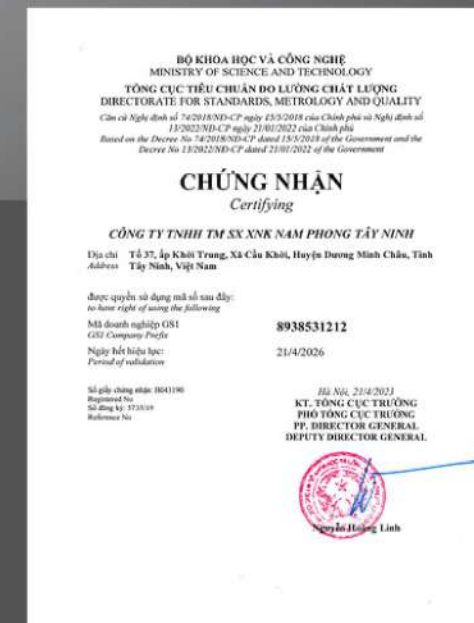 BỘ KHOA HỌC VÀ CÔNG NGHỆ
MINISTRY OF SCIENCE AND TECHNOLOGY
TỔNG CỤC TIÊU CHUẨN ĐO LƯỜNG CHẤT LƯỢNG
DIRECTORATE FOR STANDARDS, METROLOGY AND QUALITY
Căn cứ Nghị định số 74/2018/NĐ-CP ngày 15/5/2018 của Chính phủ và Nghị định số
13/2022/NĐ-CP ngày 21/01/2022 của Chính phủ
Based on the Decree No 74/2018/NĐ-CP dated 15/5/2018 of the Government and the
Decree No 13/2022/NĐ-CP dated 21/01/2022 of the Government
CHỨNG NHẬN
Certifying
CÔNG TY TNHH TM SX XNK NAM PHONG TÂY NINH
Địa chỉ Tổ 37, ấp Khởi Trung, Xã Cầu Khởi, Huyện Dương Minh Châu, Tỉnh
Address Tây Ninh, Việt Nam
được quyền sử dụng mã số sau đây:
to have right of using the following
Mã doanh nghiệp GS1 8938531212
GS1 Company Prefix
Ngày hết hiệu lực: 21/4/2026
Period of validation
Số giấy chứng nhận:
Registered No
Số đăng ký:
Reference No
Hà Nội, 21/4/2023
KT. TỔNG CỤC TRƯỞNG
PHÓ TỔNG CỤC TRƯỞNG
PP. DIRECTOR GENERAL
DEPUTY DIRECTOR GENERAL
Nguyễn Hoàng Linh